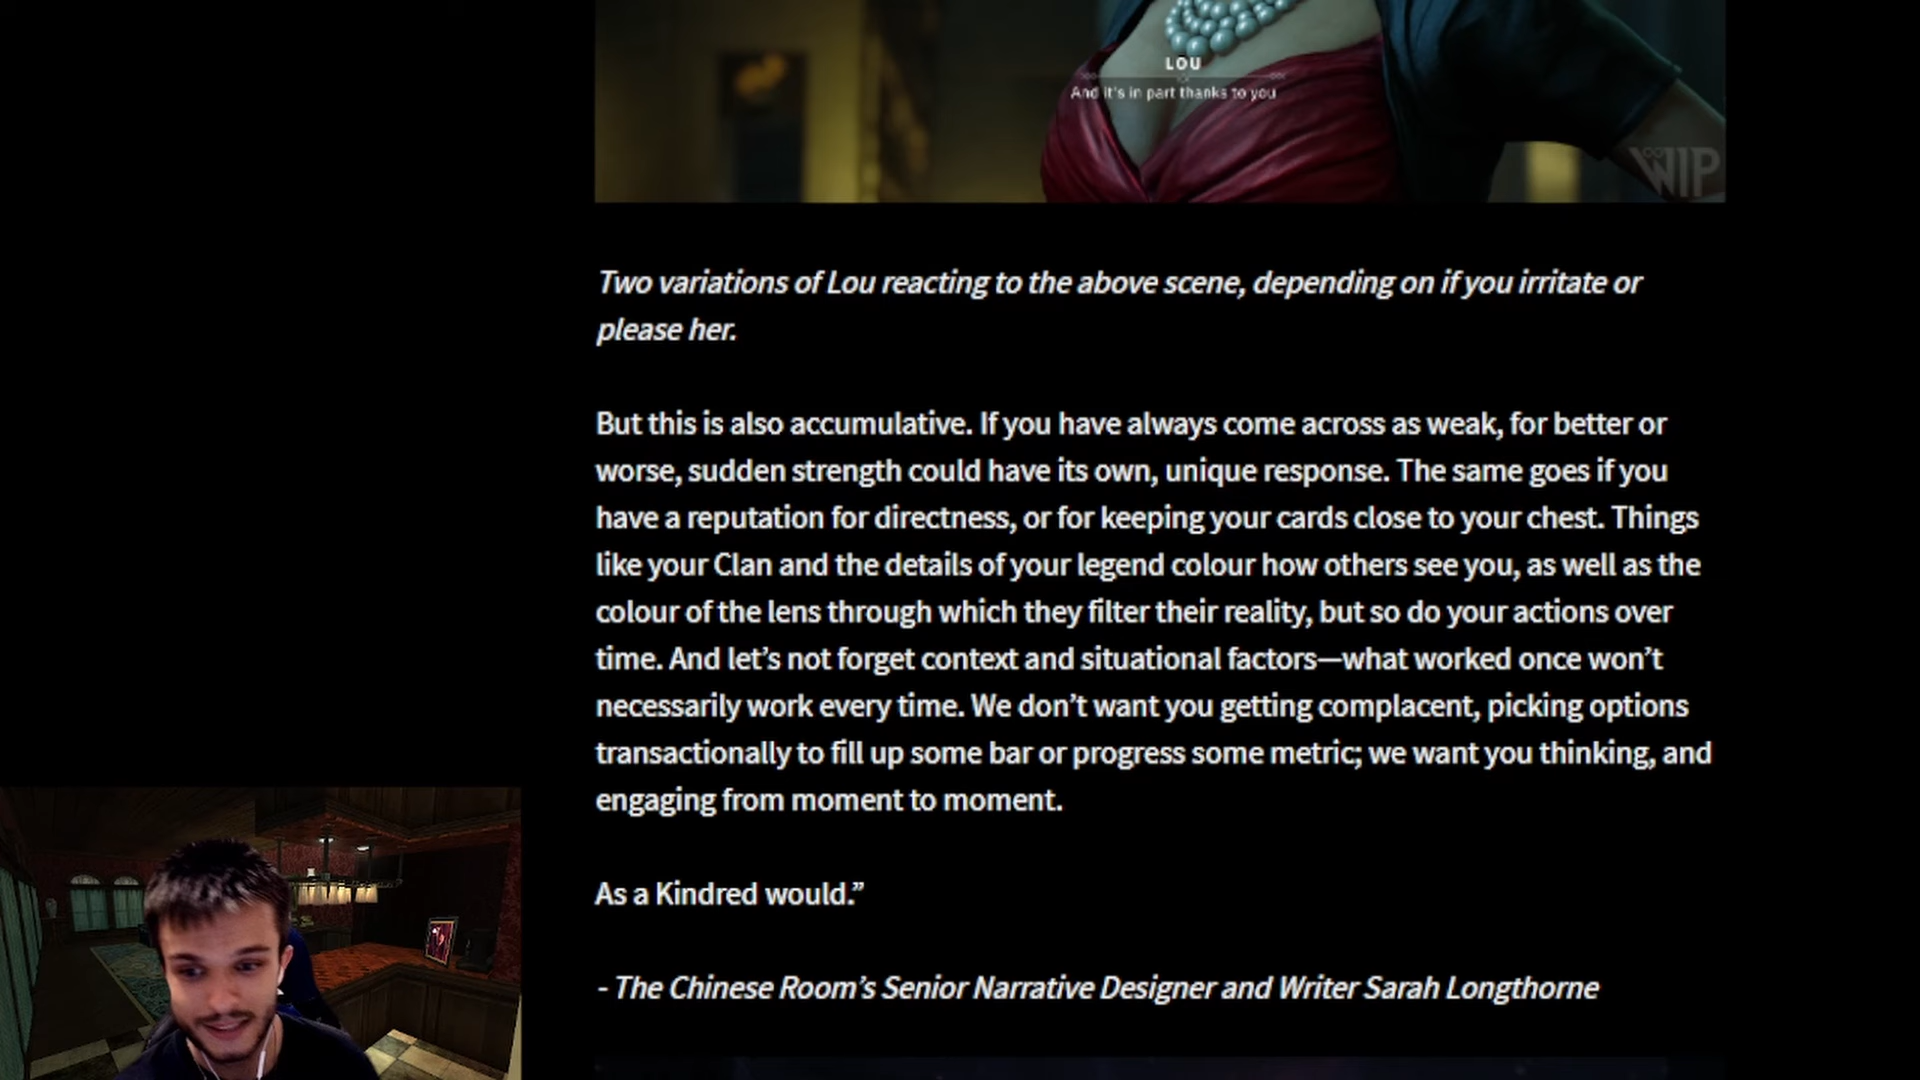 LOU
And it's in part thanks to you
WIP
Two variations of Lou reacting to the above scene, depending on if you irritate or
please her.
But this is also accumulative. If you have always come across as weak, for better or
worse, sudden strength could have its own, unique response. The same goes if you
have a reputation for directness, or for keeping your cards close to your chest. Things
like your Clan and the details of your legend colour how others see you, as well as the
colour of the lens through which they filter their reality, but so do your actions over
time. And let’s not forget context and situational factors—what worked once won’t
necessarily work every time. We don’t want you getting complacent, picking options
transactionally to fill up some bar or progress some metric; we want you thinking, and
engaging from moment to moment.
As a Kindred would.”
- The Chinese Room’s Senior Narrative Designer and Writer Sarah Longthorne